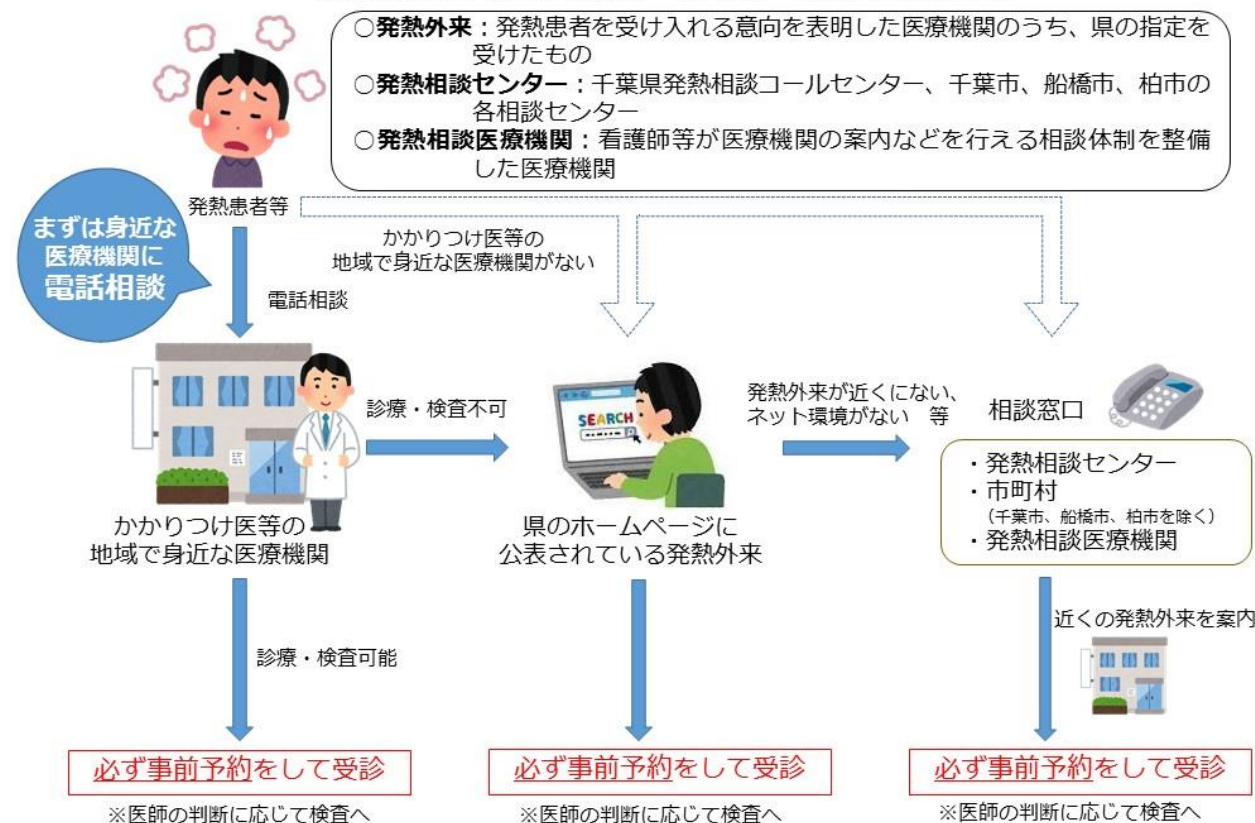 ○発熱外来：発熱患者を受け入れる意向を表明した医療機関のうち、県の指定を
受けたもの
○発熱相談センター：千葉県発熱相談コールセンター、千葉市、船橋市、柏市の
各相談センター
○発熱相談医療機関：看護師等が医療機関の案内などを行える相談体制を整備
した医療機関
発熱患者等
まずは身近な
医療機関に
電話相談
電話相談
かかりつけ医等の
地域で身近な医療機関がない
診療・検査不可
SEARCH
発熱外来が近くにない、
ネット環境がない　等
相談窓口
・発熱相談センター
・市町村
（千葉市、船橋市、柏市を除く）
・発熱相談医療機関
かかりつけ医等の
地域で身近な医療機関
県のホームページに
公表されている発熱外来
診療・検査可能
近くの発熱外来を案内
必ず事前予約をして受診
※医師の判断に応じて検査へ
必ず事前予約をして受診
※医師の判断に応じて検査へ
必ず事前予約をして受診
※医師の判断に応じて検査へ